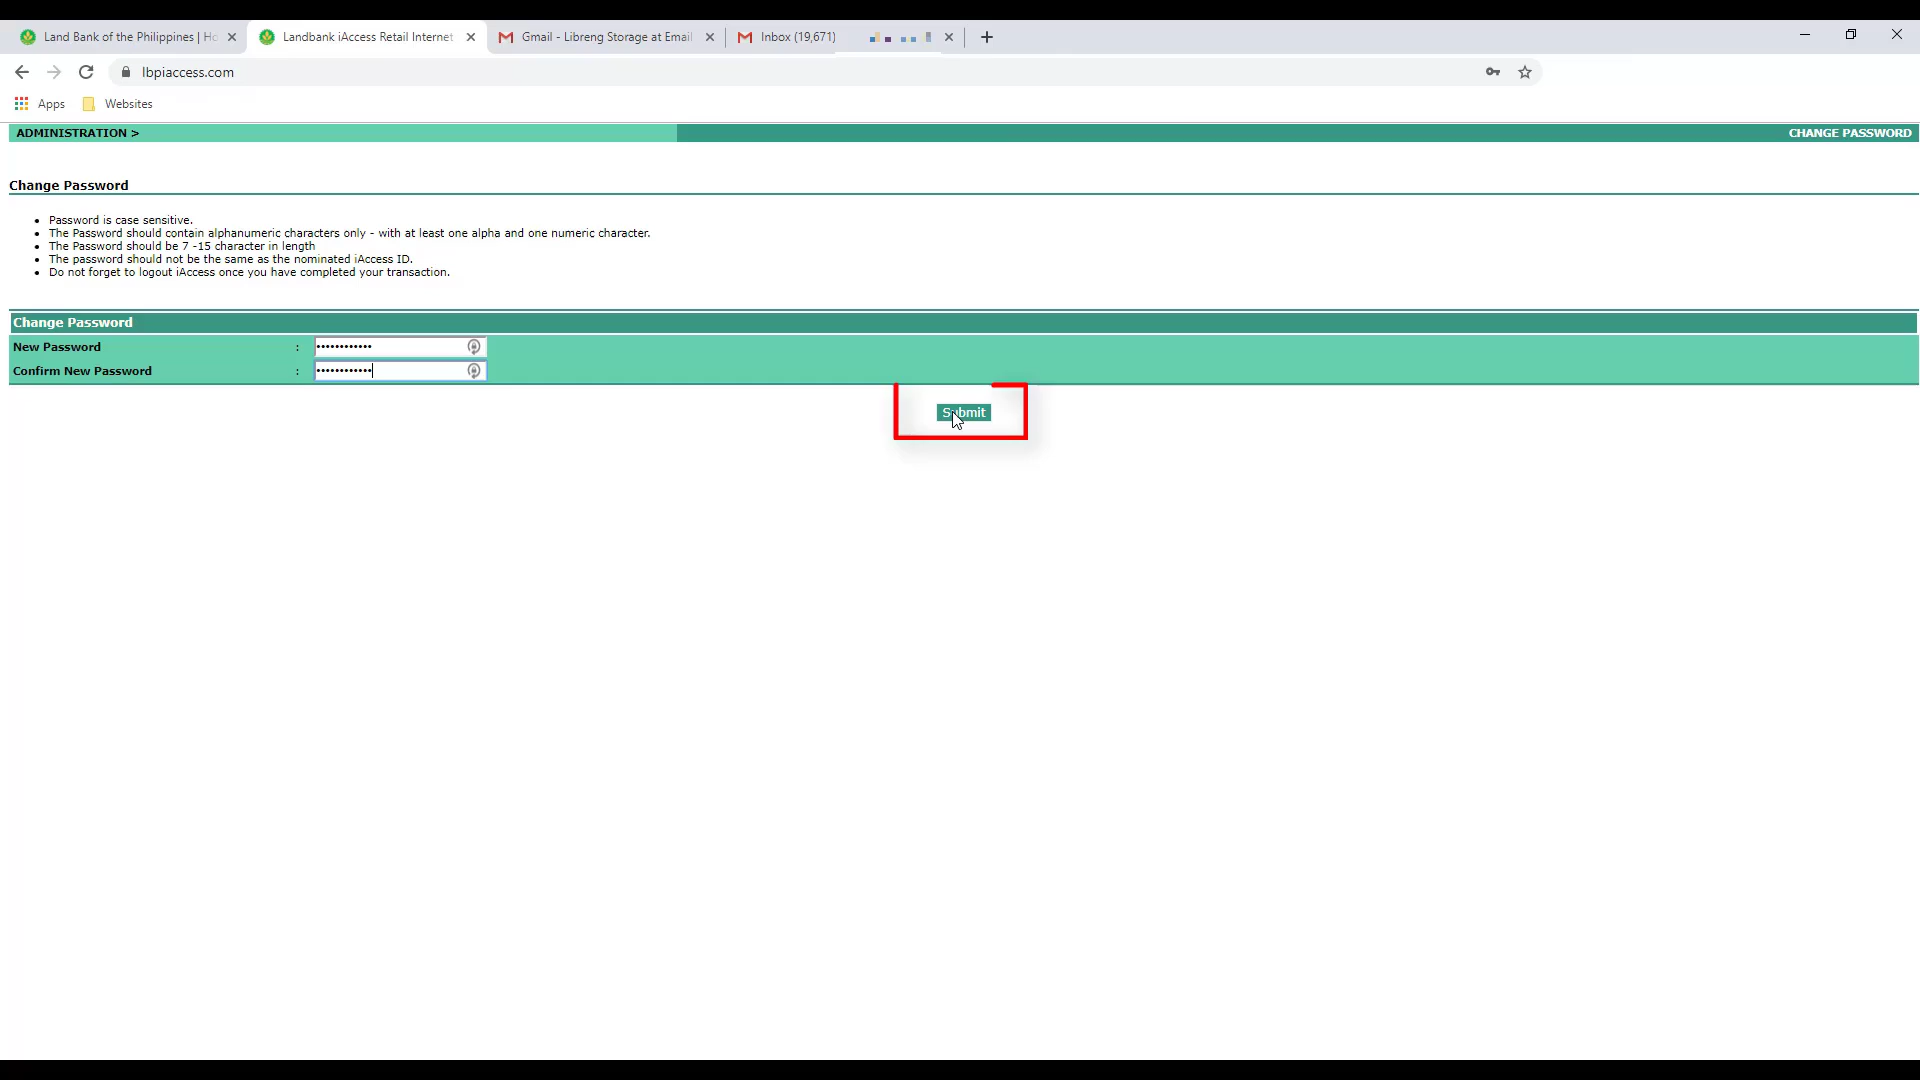 Land Bank of the Philippines | Ho
Landbank iAccess Retail Internet
Gmail - Libreng Storage at Email
Inbox (19,671)
lbpiaccess.com
Apps
Websites
ADMINISTRATION >
CHANGE PASSWORD
Change Password
• Password is case sensitive.
• The Password should contain alphanumeric characters only - with at least one alpha and one numeric character.
• The Password should be 7 -15 character in length
• The password should not be the same as the nominated iAccess ID.
• Do not forget to logout iAccess once you have completed your transaction.
Change Password
New Password : ••••••••••••
Confirm New Password : ••••••••••••
Submit